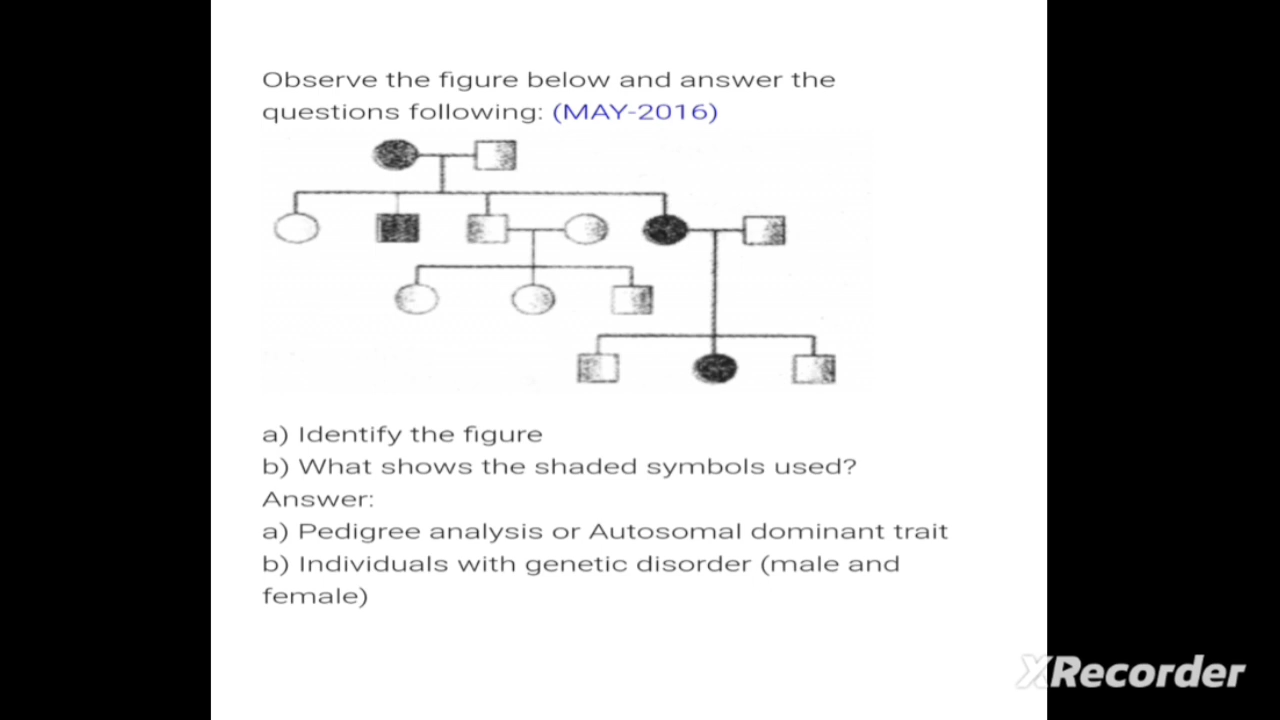 Observe the figure below and answer the
questions following: (MAY-2016)
a) Identify the figure
b) What shows the shaded symbols used?
Answer:
a) Pedigree analysis or Autosomal dominant trait
b) Individuals with genetic disorder (male and
female)
XRecorder